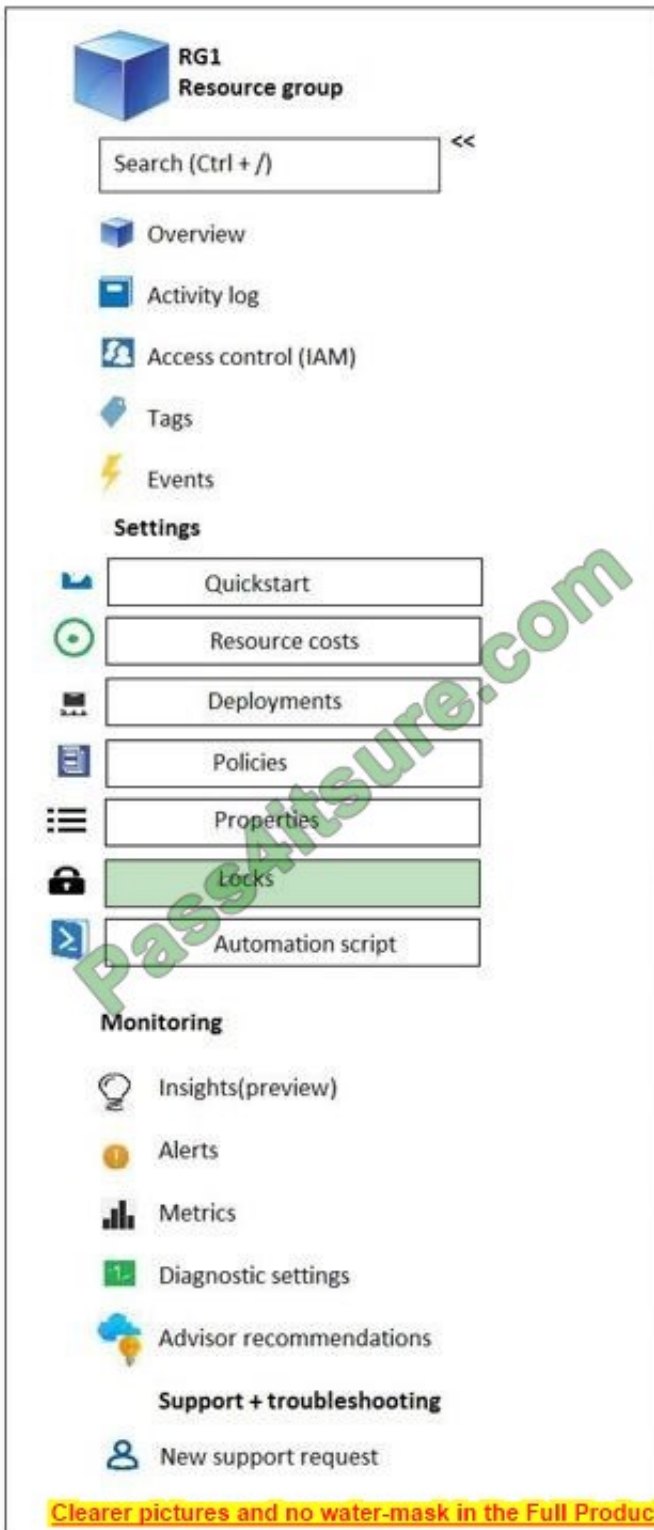 RG1
Resource group
<<
Search (Ctrl + /)
Overview
Activity log
Access control (IAM)
Tags
Events
Settings
Quickstart
Resource costs
Deployments
Policies
Properties
Locks
Automation script
Pass4itsure.com
Monitoring
Insights(preview)
Alerts
Metrics
Diagnostic settings
Advisor recommendations
Support + troubleshooting
New support request
Clearer pictures and no water-mask in the Full Produc